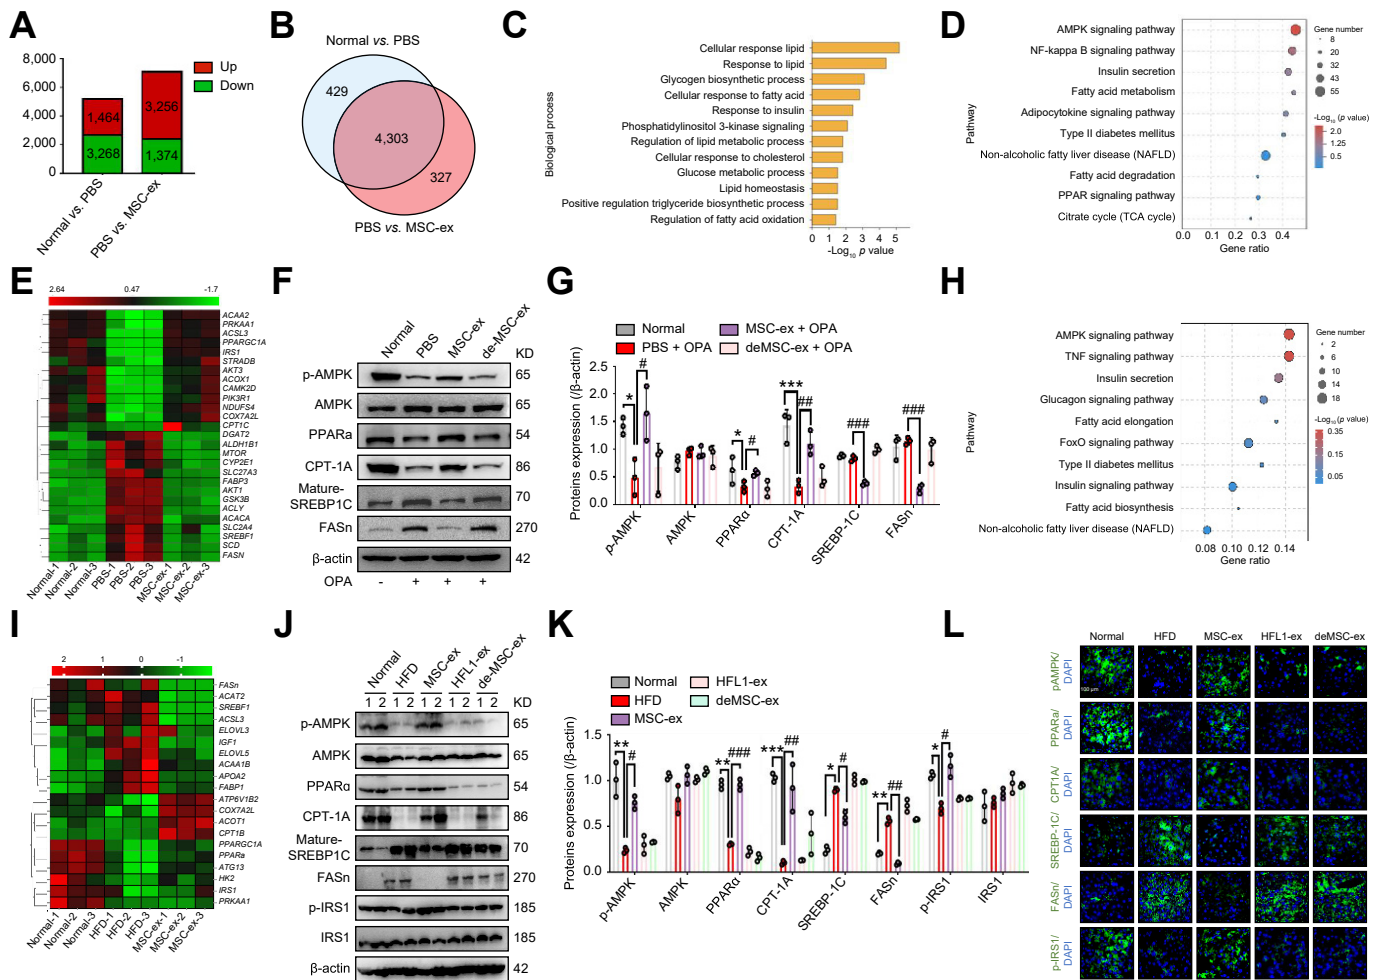 A
8,000
6,000
4,000
2,000
0
Up
Down
1,464
3,268
3,256
1,374
Normal vs. PBS
PBS vs. MSC-ex
B
Normal vs. PBS
429
4,303
327
PBS vs. MSC-ex
C
Biological process
Cellular response lipid
Response to lipid
Glycogen biosynthetic process
Cellular response to fatty acid
Response to insulin
Phosphatidylinositol 3-kinase signaling
Regulation of lipid metabolic process
Cellular response to cholesterol
Glucose metabolic process
Lipid homeostasis
Positive regulation triglyceride biosynthetic process
Regulation of fatty acid oxidation
0 1 2 3 4 5
-Log10 p value
D
Pathway
AMPK signaling pathway
NF-kappa B signaling pathway
Insulin secretion
Fatty acid metabolism
Adipocytokine signaling pathway
Type II diabetes mellitus
Non-alcoholic fatty liver disease (NAFLD)
Fatty acid degradation
PPAR signaling pathway
Citrate cycle (TCA cycle)
0.0 0.1 0.2 0.3 0.4
Gene ratio
Gene number
8
20
32
43
55
-Log10 (p value)
2.0
1.25
0.5
E
2.64 0.47 -1.7
ACAA2
PRKAA1
ACSL3
PPARGC1A
IRS1
STRADB
AKT3
ACOX1
CAMK2D
PIK3R1
NDUFS4
COX7A2L
CPT1C
DGAT2
ALDH1B1
MTOR
CYP2E1
SLC27A3
FABP3
AKT1
GSK3B
ACLY
ACACA
SLC2A4
SREBF1
SCD
FASN
Normal-1
Normal-2
Normal-3
PBS-1
PBS-2
PBS-3
MSC-ex-1
MSC-ex-2
MSC-ex-3
F
Normal
PBS
MSC-ex
de-MSC-ex
KD
p-AMPK 65
AMPK 65
PPARa 54
CPT-1A 86
Mature-
SREBP1C 70
FASn 270
β-actin 42
OPA - + + +
G
Normal
PBS + OPA
MSC-ex + OPA
deMSC-ex + OPA
Proteins expression (/β-actin)
2.5
2.0
1.5
1.0
0.5
0.0
* # * # *** ## ### ###
p-AMPK
AMPK
PPARα
CPT-1A
SREBP-1C
FASn
H
Pathway
AMPK signaling pathway
TNF signaling pathway
Insulin secretion
Glucagon signaling pathway
Fatty acid elongation
FoxO signaling pathway
Type II diabetes mellitus
Insulin signaling pathway
Fatty acid biosynthesis
Non-alcoholic fatty liver disease (NAFLD)
0.08 0.10 0.12 0.14
Gene ratio
Gene number
2
6
10
14
18
-Log10 (p value)
0.35
0.15
0.05
I
2 1 0 -1
FASn
ACAT2
SREBF1
ACSL3
ELOVL3
IGF1
ELOVL5
ACAA1B
APOA2
FABP1
ATP6V1B2
COX7A2L
ACOT1
CPT1B
PPARGC1A
PPARa
ATG13
HK2
IRS1
PRKAA1
Normal-1
Normal-2
Normal-3
HFD-1
HFD-2
HFD-3
MSC-ex-1
MSC-ex-2
MSC-ex-3
J
Normal
HFD
MSC-ex
HFL1-ex
de-MSC-ex
1 2 1 2 1 2 1 2 1 2 KD
p-AMPK 65
AMPK 65
PPARα 54
CPT-1A 86
Mature-
SREBP1C 70
FASn 270
p-IRS1 185
IRS1 185
β-actin 42
K
Normal
HFD
MSC-ex
HFL1-ex
deMSC-ex
Proteins expression (/β-actin)
1.5
1.0
0.5
0
** # ** ### *** ## * # ** ## * #
p-AMPK
AMPK
PPARα
CPT-1A
SREBP-1C
FASn
p-IRS1
IRS1
L
Normal HFD MSC-ex HFL1-ex deMSC-ex
pAMPK/
DAPI
100 μm
PPARa/
DAPI
CPT1A/
DAPI
SREBP-1C/
DAPI
FASn/
DAPI
p-IRS1/
DAPI